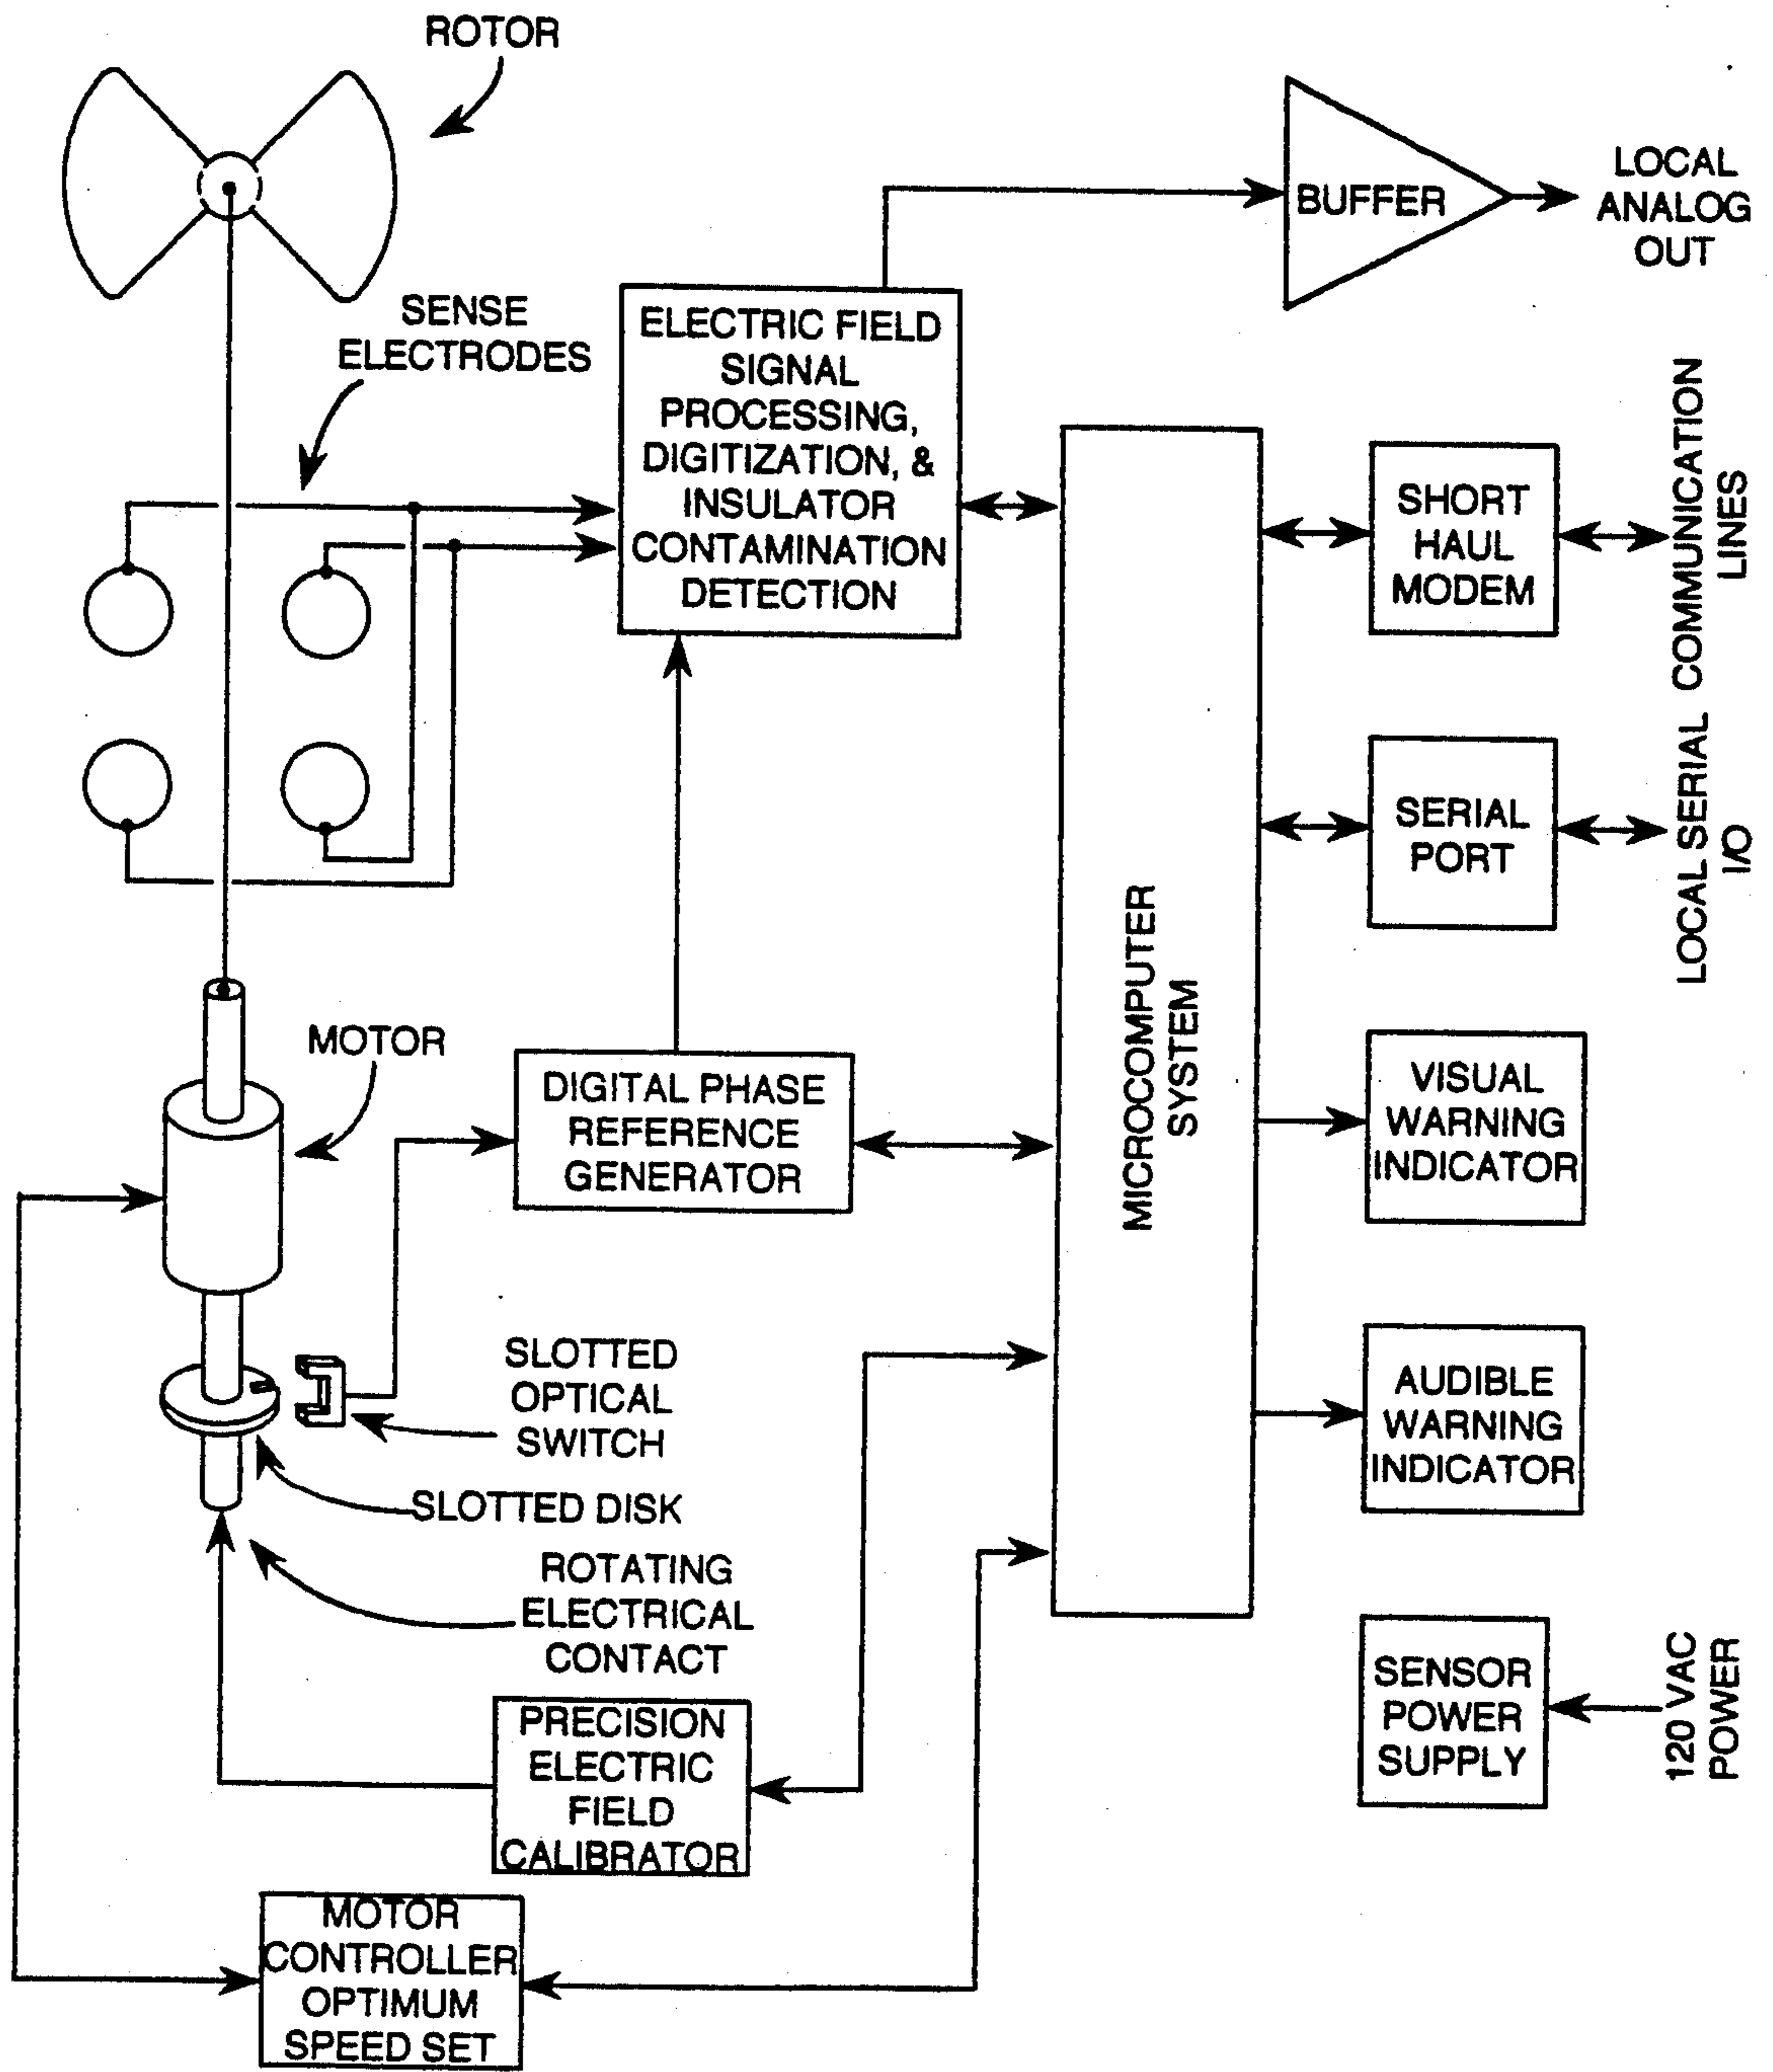 ROTOR
BUFFER
LOCAL
ANALOG
OUT
SENSE
ELECTRODES
ELECTRIC FIELD
SIGNAL
PROCESSING,
DIGITIZATION, &
INSULATOR
CONTAMINATION
DETECTION
SHORT
HAUL
MODEM
COMMUNICATION
LINES
SERIAL
PORT
LOCAL SERIAL
I/O
MICROCOMPUTER
SYSTEM
MOTOR
DIGITAL PHASE
REFERENCE
GENERATOR
VISUAL
WARNING
INDICATOR
SLOTTED
OPTICAL
SWITCH
AUDIBLE
WARNING
INDICATOR
SLOTTED DISK
ROTATING
ELECTRICAL
CONTACT
SENSOR
POWER
SUPPLY
120 VAC
POWER
PRECISION
ELECTRIC
FIELD
CALIBRATOR
MOTOR
CONTROLLER
OPTIMUM
SPEED SET